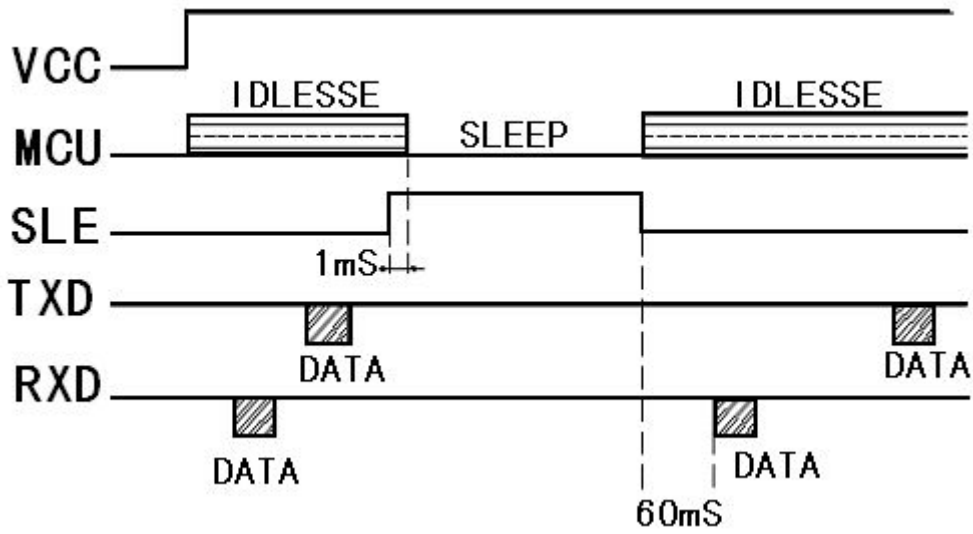 VCC
IDLESSE IDLESSE
MCU SLEEP
SLE
1mS
TXD
DATA DATA
RXD
DATA DATA
60mS